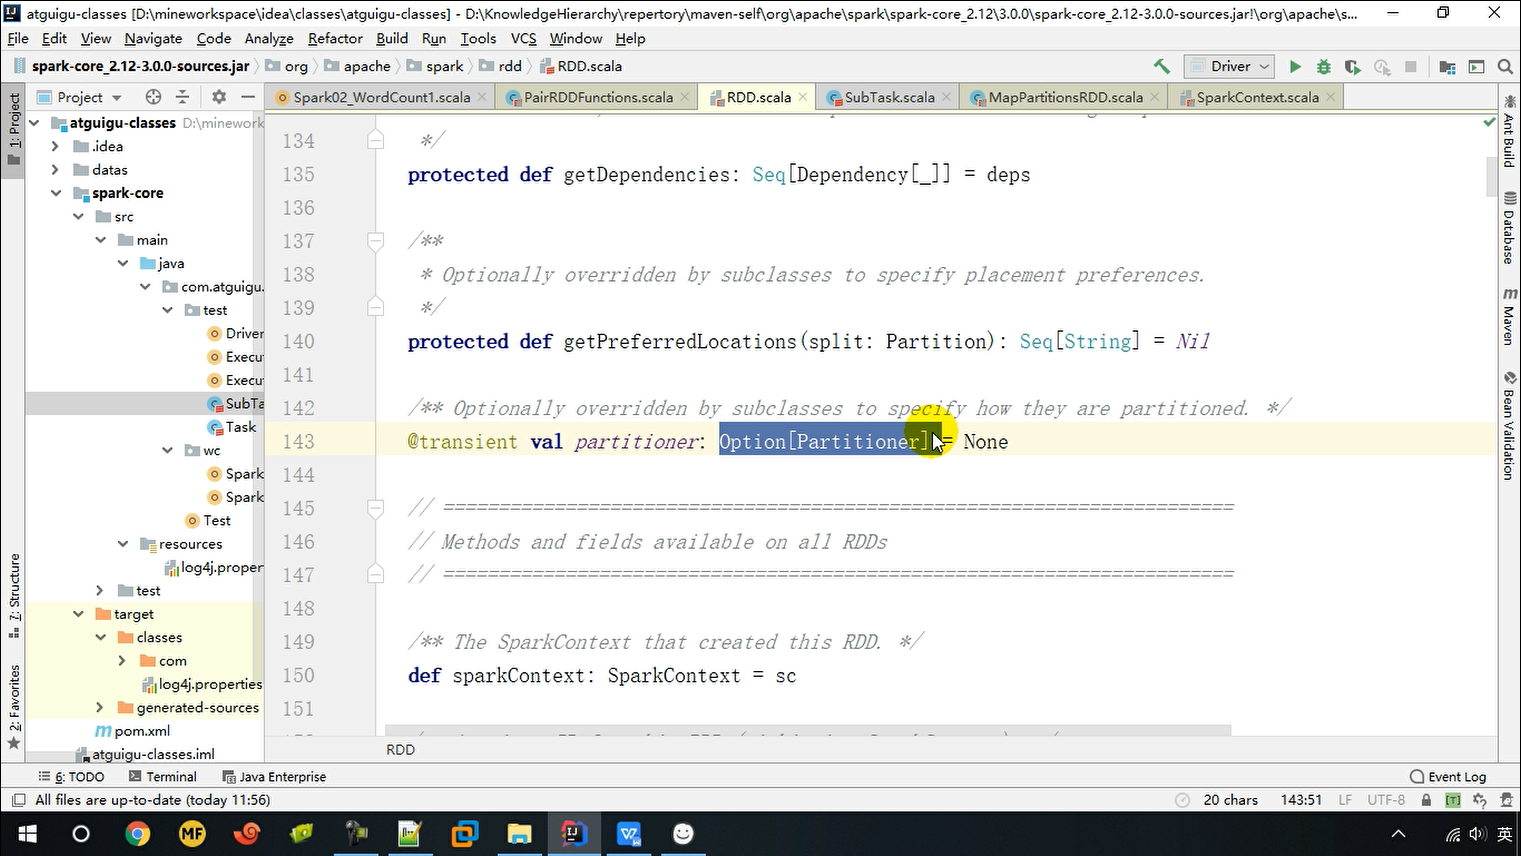 atguigu-classes [D:\mineworkspace\idea\classes\atguigu-classes] - D:\KnowledgeHierarchy\repertory\maven-self\org\apache\spark\spark-core_2.12\3.0.0\spark-core_2.12-3.0.0-sources.jar!\org\apache\s...
File Edit View Navigate Code Analyze Refactor Build Run Tools VCS Window Help
spark-core_2.12-3.0.0-sources.jar org apache spark rdd RDD.scala Driver
Project Spark02_WordCount1.scala PairRDDFunctions.scala RDD.scala SubTask.scala MapPartitionsRDD.scala SparkContext.scala
1: Project
7: Structure
2: Favorites
atguigu-classes D:\minework
.idea
datas
spark-core
src
main
java
com.atguigu.
test
Driver
Execu
Execu
SubTa
Task
wc
Spark
Spark
Test
resources
log4j.proper
test
target
classes
com
log4j.properties
generated-sources
pom.xml
atguigu-classes.iml
134 */
135 protected def getDependencies: Seq[Dependency[_]] = deps
136
137 /**
138 * Optionally overridden by subclasses to specify placement preferences.
139 */
140 protected def getPreferredLocations(split: Partition): Seq[String] = Nil
141
142 /** Optionally overridden by subclasses to specify how they are partitioned. */
143 @transient val partitioner: Option[Partitioner] = None
144
145 // ========================================================================
146 // Methods and fields available on all RDDs
147 // ========================================================================
148
149 /** The SparkContext that created this RDD. */
150 def sparkContext: SparkContext = sc
151
RDD
Ant Build
Database
m Maven
Bean Validation
6: TODO Terminal Java Enterprise Event Log
All files are up-to-date (today 11:56) 20 chars 143:51 LF UTF-8 [T]
MF 英